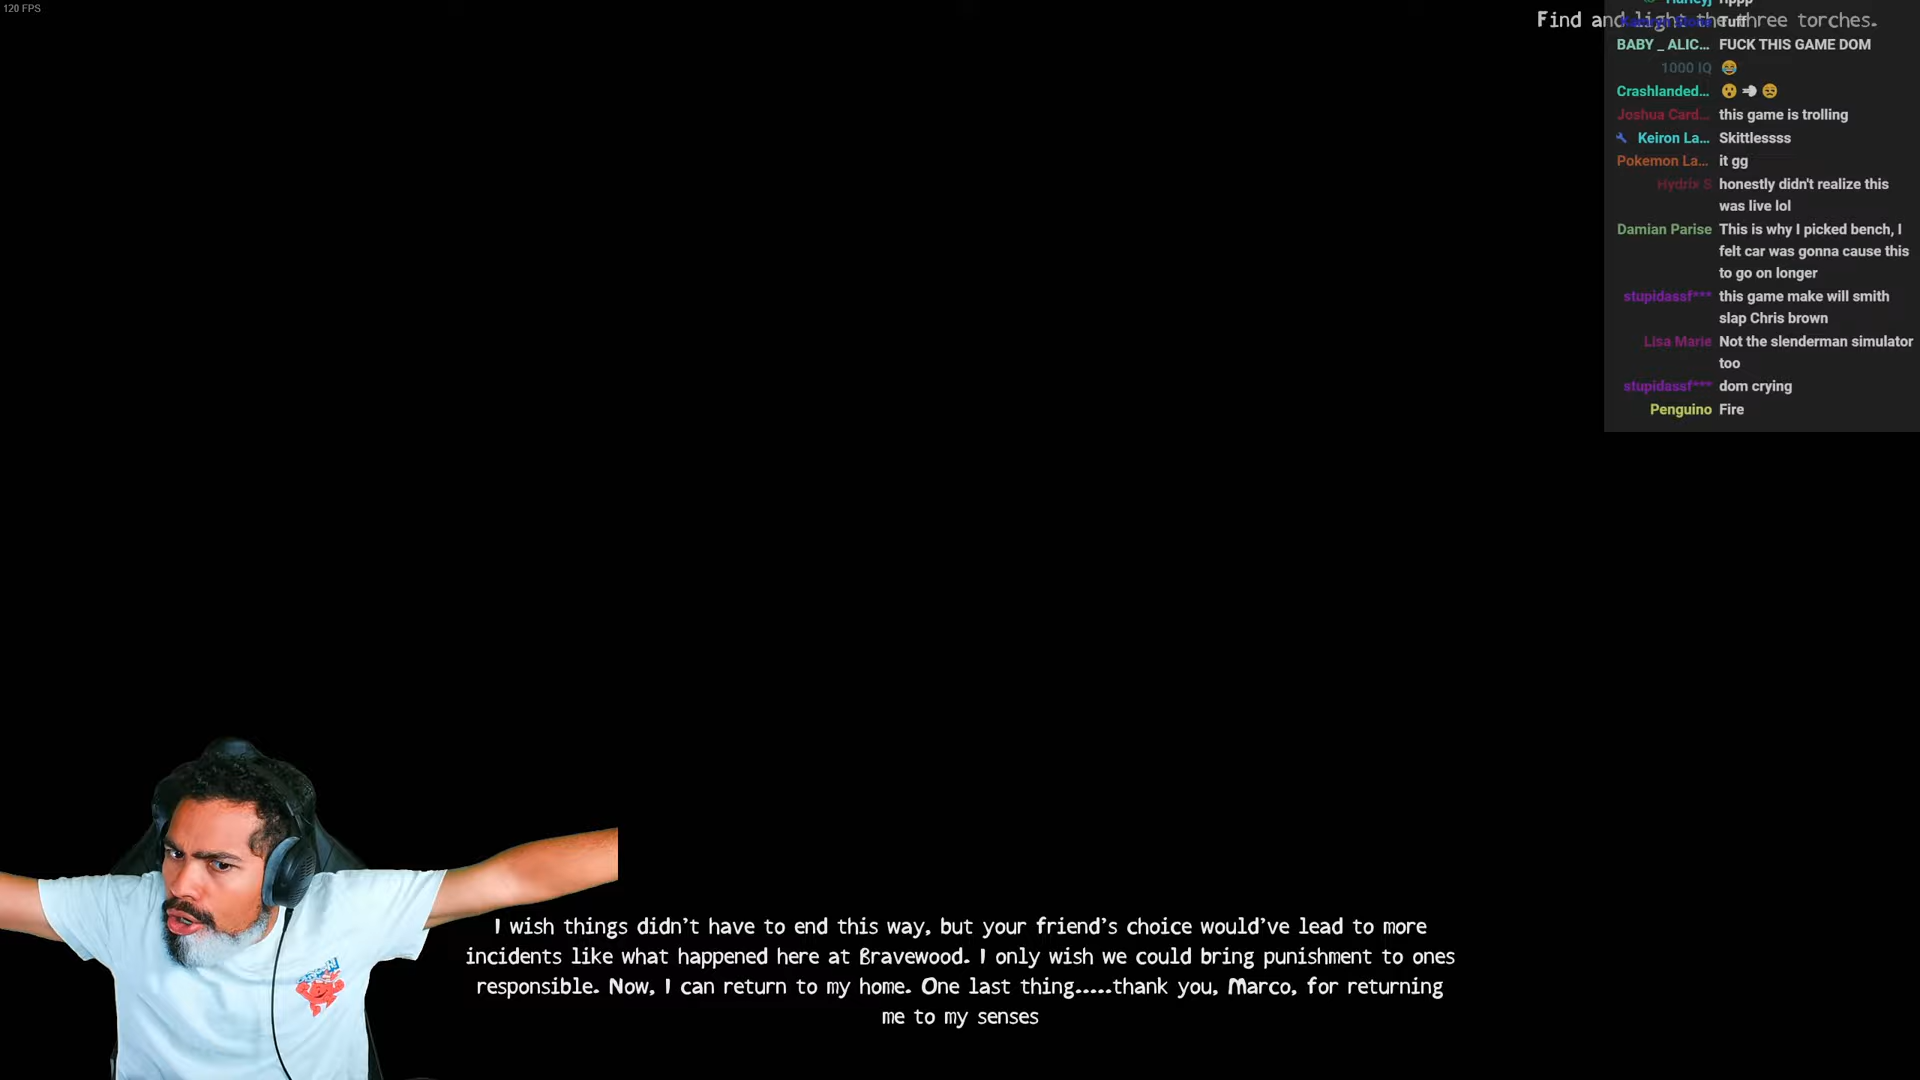 120 FPS
Find and light the three torches.
Harleyj rippp
Tuff
BABY _ ALIC... FUCK THIS GAME DOM
1000 IQ 😂
Crashlanded... 😮 😒
Joshua Card... this game is trolling
Keiron La... Skittlessss
Pokemon La... it gg
Hydrix S honestly didn't realize this
was live lol
Damian Parise This is why I picked bench, I
felt car was gonna cause this
to go on longer
stupidassf*** this game make will smith
slap Chris brown
Lisa Marie Not the slenderman simulator
too
stupidassf*** dom crying
Penguino Fire
I wish things didn't have to end this way, but your friend's choice would've lead to more
incidents like what happened here at Bravewood. I only wish we could bring punishment to ones
responsible. Now, I can return to my home. One last thing.....thank you, Marco, for returning
me to my senses